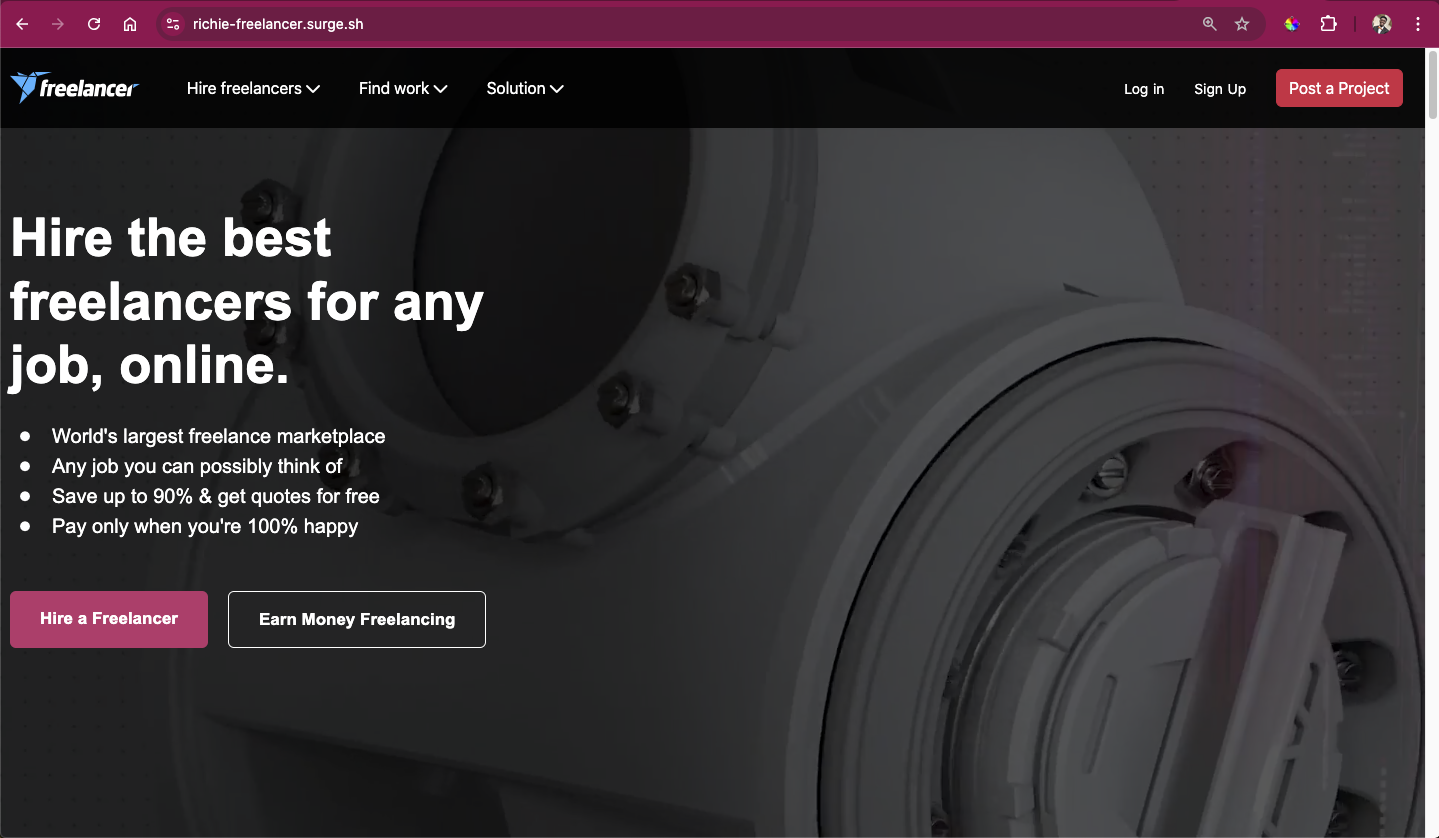 richie-freelancer.surge.sh
freelancer
Hire freelancers
Find work
Solution
Log in
Sign Up
Post a Project
Hire the best
freelancers for any
job, online.
World's largest freelance marketplace
Any job you can possibly think of
Save up to 90% & get quotes for free
Pay only when you're 100% happy
Hire a Freelancer
Earn Money Freelancing